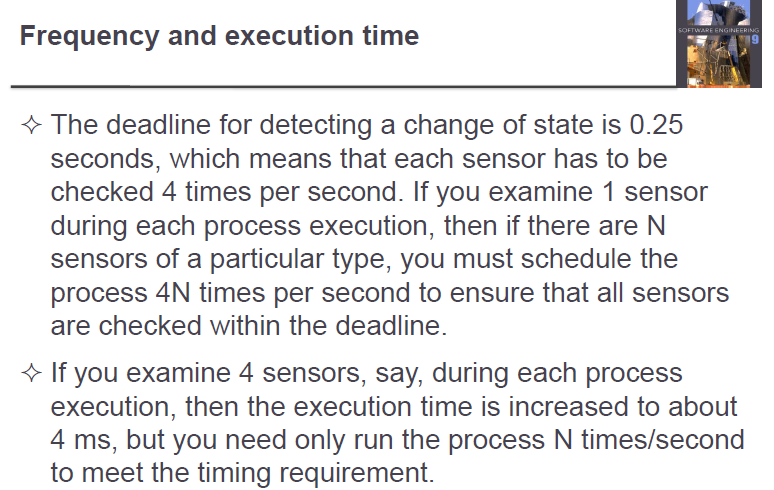 Frequency and execution time
SOFTWARE ENGINEERING
9
✧ The deadline for detecting a change of state is 0.25
seconds, which means that each sensor has to be
checked 4 times per second. If you examine 1 sensor
during each process execution, then if there are N
sensors of a particular type, you must schedule the
process 4N times per second to ensure that all sensors
are checked within the deadline.
✧ If you examine 4 sensors, say, during each process
execution, then the execution time is increased to about
4 ms, but you need only run the process N times/second
to meet the timing requirement.